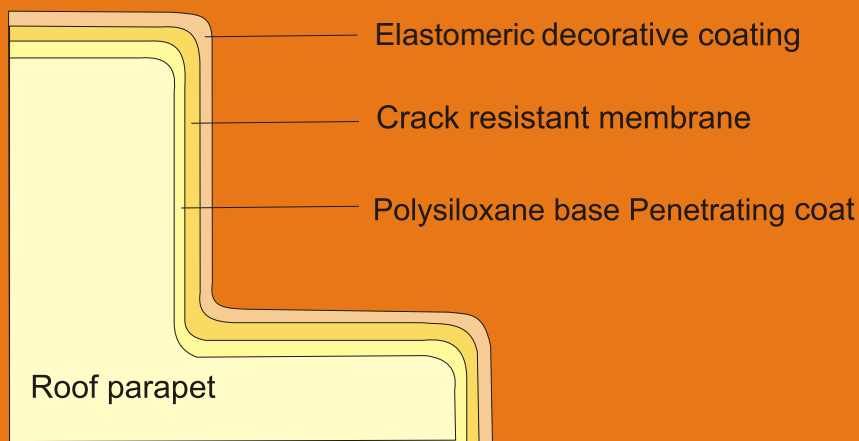 Elastomeric decorative coating
Crack resistant membrane
Polysiloxane base Penetrating coat
Roof parapet